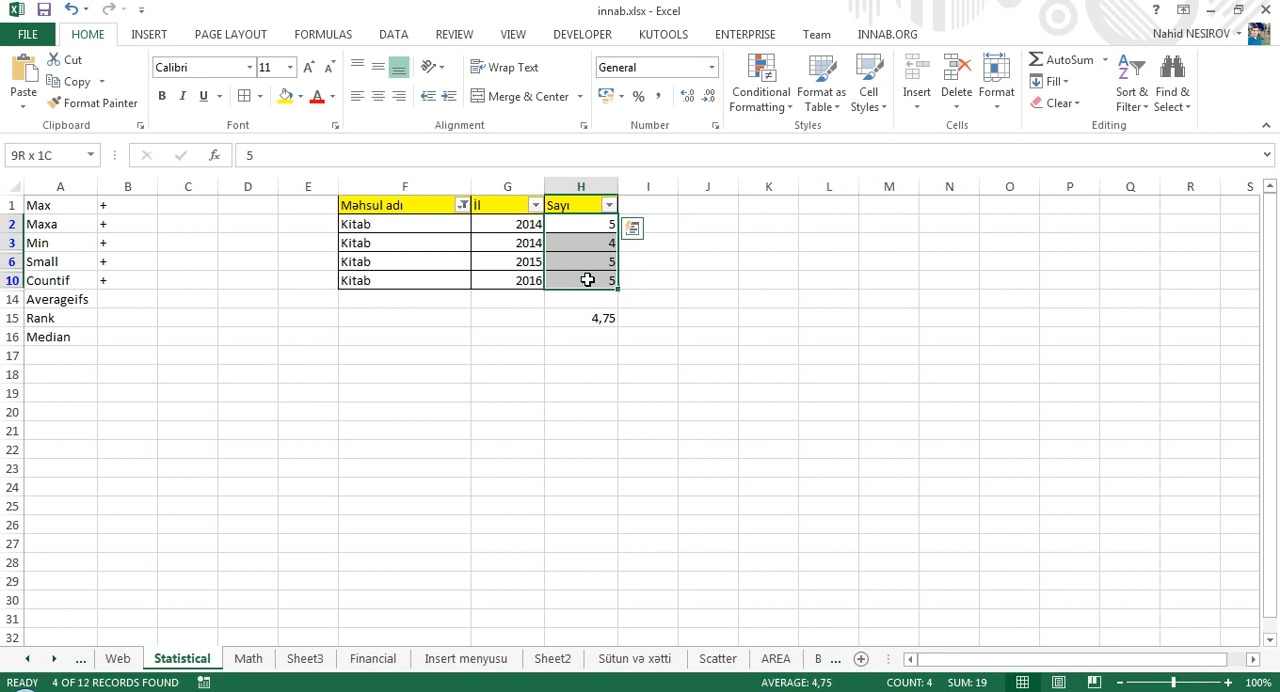 innab.xlsx - Excel
FILE HOME INSERT PAGE LAYOUT FORMULAS DATA REVIEW VIEW DEVELOPER KUTOOLS ENTERPRISE Team INNAB.ORG Nahid NESIROV
Cut
Copy
Format Painter
Paste
Clipboard
Calibri 11
B I U
Font
Wrap Text
Merge & Center
Alignment
General
Number
Conditional Formatting
Format as Table
Cell Styles
Styles
Insert Delete Format
Cells
AutoSum
Fill
Clear
Sort & Filter
Find & Select
Editing
9R x 1C fx 5
A B C D E F G H I J K L M N O P Q R S
1 Max + Məhsul adı İl Sayı
2 Maxa + Kitab 2014 5
3 Min + Kitab 2014 4
6 Small + Kitab 2015 5
10 Countif + Kitab 2016 5
14 Averageifs
15 Rank 4,75
16 Median
17
18
19
20
21
22
23
24
25
26
27
28
29
30
31
32
... Web Statistical Math Sheet3 Financial Insert menyusu Sheet2 Sütun və xətti Scatter AREA B ...
READY 4 OF 12 RECORDS FOUND AVERAGE: 4,75 COUNT: 4 SUM: 19 100%